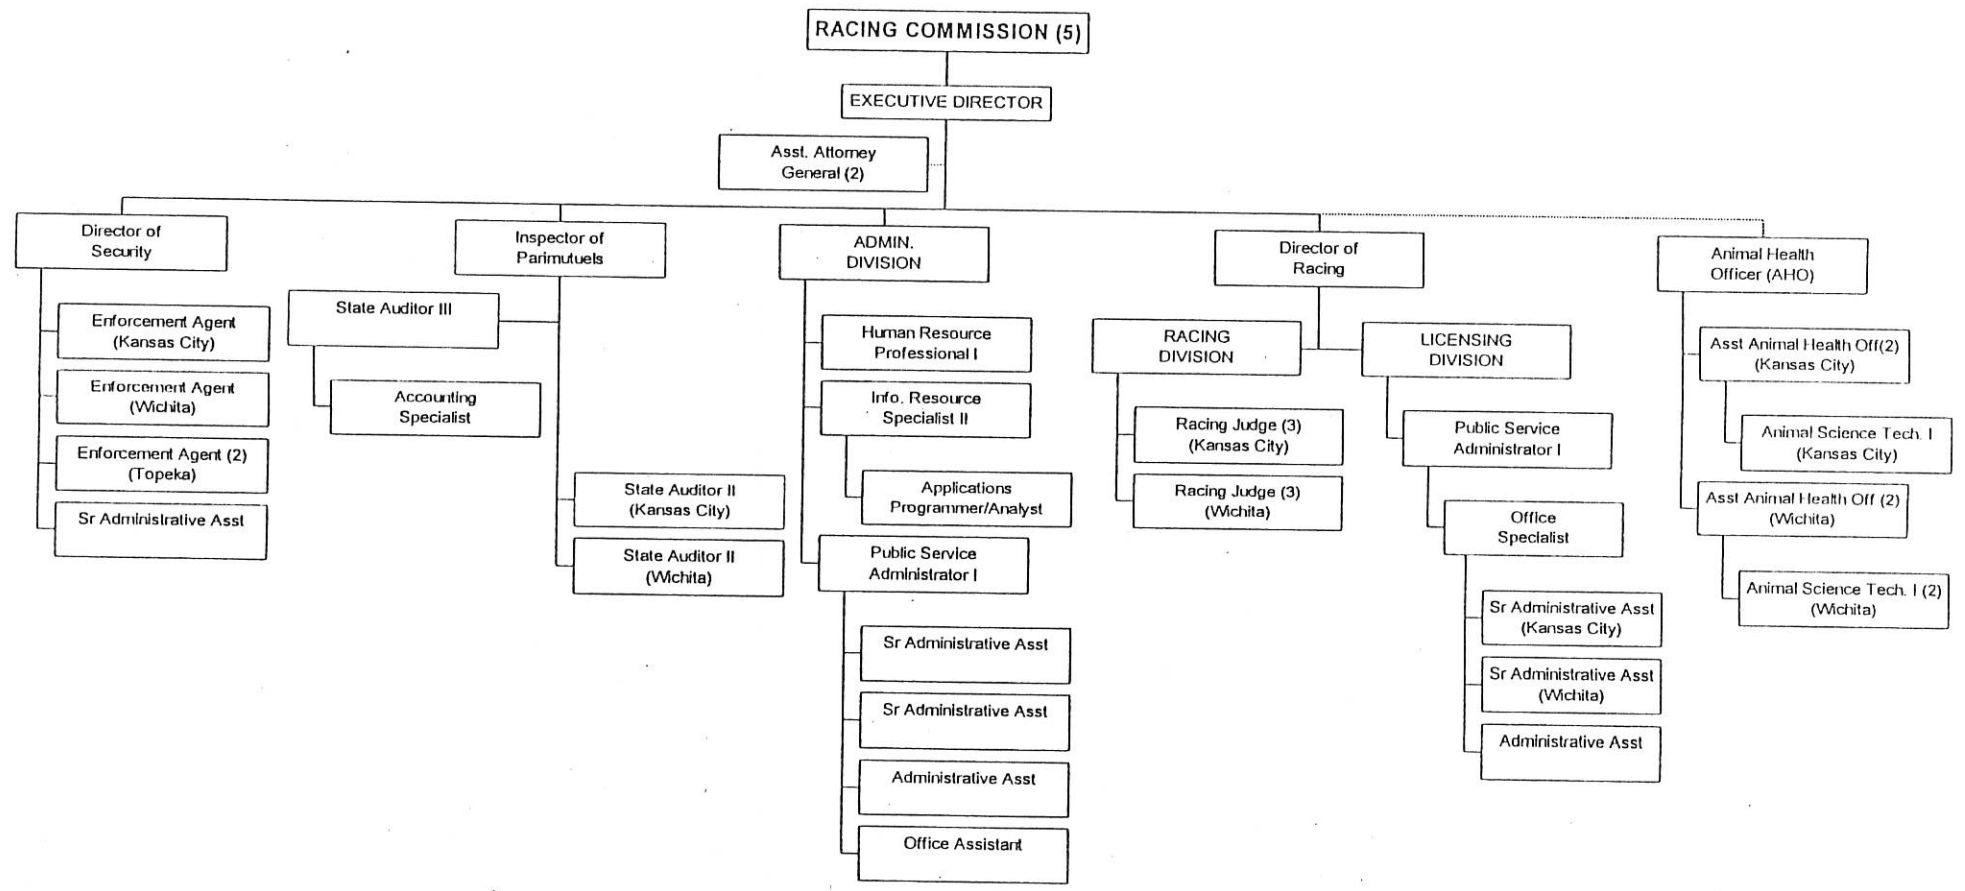 RACING COMMISSION (5)
EXECUTIVE DIRECTOR
Asst. Attorney
General (2)
Director of
Security
Enforcement Agent
(Kansas City)
Enforcement Agent
(Wichita)
Enforcement Agent (2)
(Topeka)
Sr Administrative Asst
Inspector of
Parimutuels
State Auditor III
Accounting
Specialist
State Auditor II
(Kansas City)
State Auditor II
(Wichita)
ADMIN.
DIVISION
Human Resource
Professional I
Info. Resource
Specialist II
Applications
Programmer/Analyst
Public Service
Administrator I
Sr Administrative Asst
Sr Administrative Asst
Administrative Asst
Office Assistant
Director of
Racing
RACING
DIVISION
Racing Judge (3)
(Kansas City)
Racing Judge (3)
(Wichita)
LICENSING
DIVISION
Public Service
Administrator I
Office
Specialist
Sr Administrative Asst
(Kansas City)
Sr Administrative Asst
(Wichita)
Administrative Asst
Animal Health
Officer (AHO)
Asst Animal Health Off(2)
(Kansas City)
Animal Science Tech. I
(Kansas City)
Asst Animal Health Off (2)
(Wichita)
Animal Science Tech. I (2)
(Wichita)